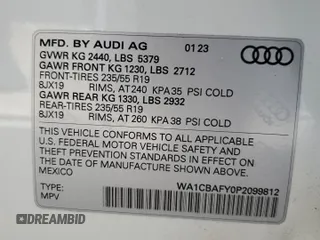 MFD. BY AUDI AG 01 23
GVWR KG 2440, LBS 5379
GAWR FRONT KG 1230, LBS 2712
FRONT-TIRES 235/55 R19
8JX19 RIMS, AT 240 KPA 35 PSI COLD
GAWR REAR KG 1330, LBS 2932
REAR-TIRES 235/55 R19
8JX19 RIMS, AT 260 KPA 38 PSI COLD
THIS VEHICLE CONFORMS TO ALL APPLICABLE
U.S. FEDERAL MOTOR VEHICLE SAFETY AND
THEFT PREVENTION STANDARDS IN EFFECT
ON THE DATE OF MANUFACTURE SHOWN ABOVE.
MEXICO
TYPE: WA1CBAFY0P2099812
MPV
DREAMBID